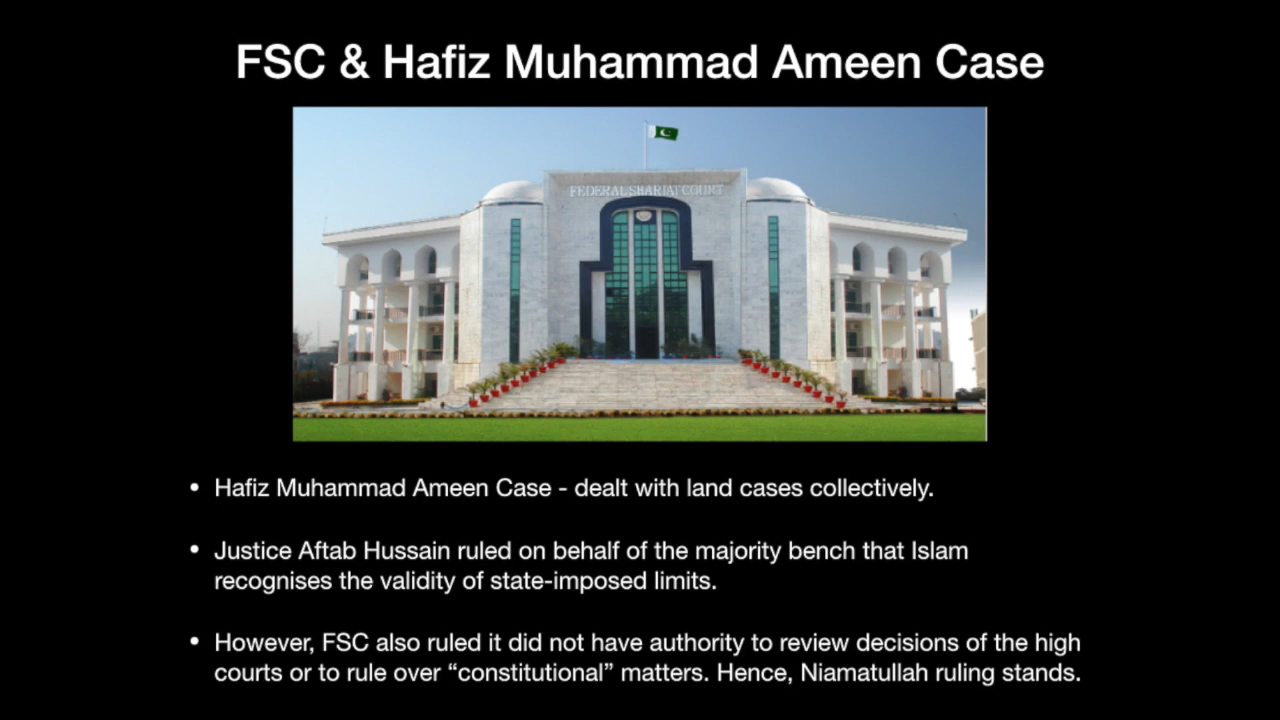 FSC & Hafiz Muhammad Ameen Case
FEDERAL SHARIAT COURT
• Hafiz Muhammad Ameen Case - dealt with land cases collectively.
• Justice Aftab Hussain ruled on behalf of the majority bench that Islam
recognises the validity of state-imposed limits.
• However, FSC also ruled it did not have authority to review decisions of the high
courts or to rule over “constitutional” matters. Hence, Niamatullah ruling stands.